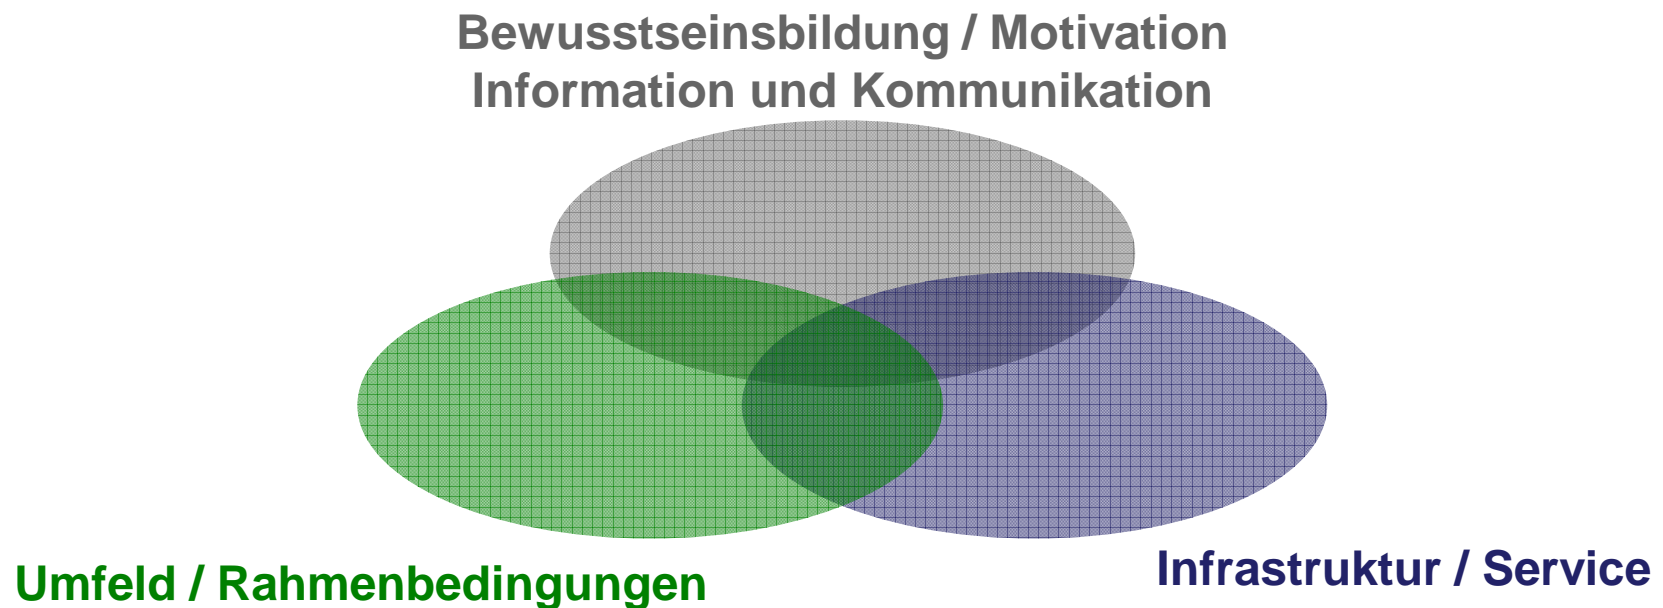 Bewusstseinsbildung / Motivation
Information und Kommunikation
Infrastruktur / Service
Umfeld / Rahmenbedingungen